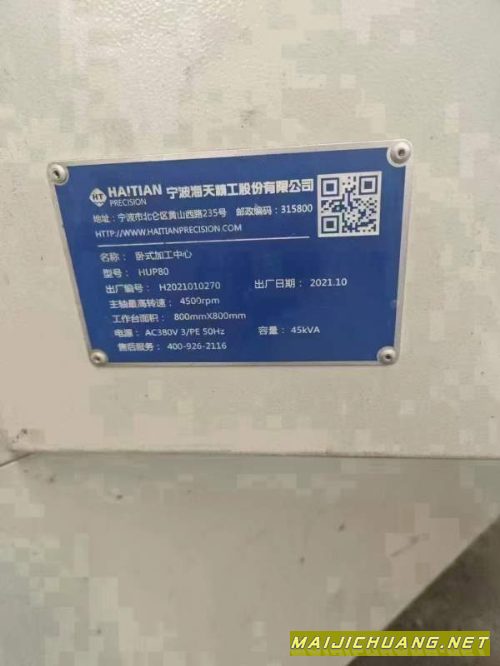 HT HAITIAN PRECISION 宁波海天精工股份有限公司
地址：宁波市北仑区黄山西路235号 邮政编码：315800
HTTP://WWW.HAITIANPRECISION.COM
名称：卧式加工中心
型号：HUP80
出厂编号：H2021010270 出厂日期：2021.10
主轴最高转速：4500rpm
工作台面积：800mmX800mm
电源：AC380V 3/PE 50Hz 容量：45kVA
售后服务：400-926-2116
MAIJICHUANG.NET